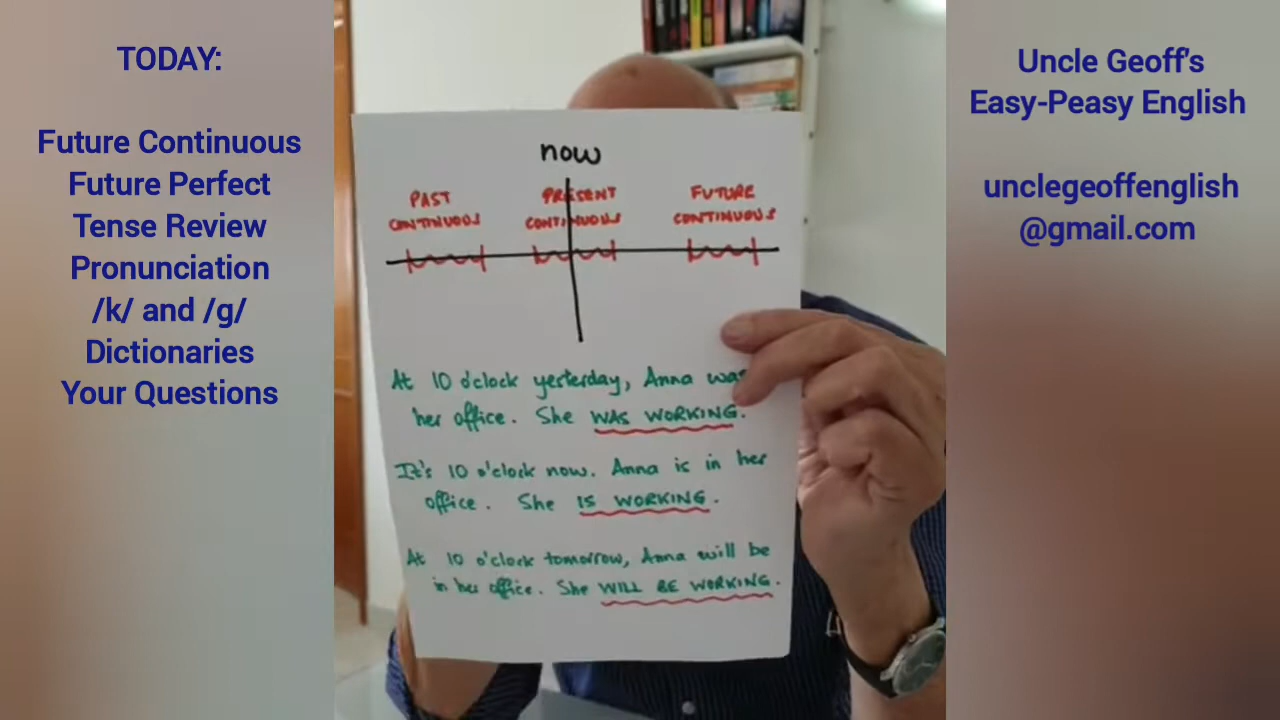 TODAY:
Future Continuous
Future Perfect
Tense Review
Pronunciation
/k/ and /g/
Dictionaries
Your Questions
now
PAST
CONTINUOUS
PRESENT
CONTINUOUS
FUTURE
CONTINUOUS
At 10 o'clock yesterday, Anna was
her office. She WAS WORKING.
It's 10 o'clock now. Anna is in her
office. She IS WORKING.
At 10 o'clock tomorrow, Anna will be
in her office. She WILL BE WORKING.
Uncle Geoff's
Easy-Peasy English
unclegeoffenglish
@gmail.com